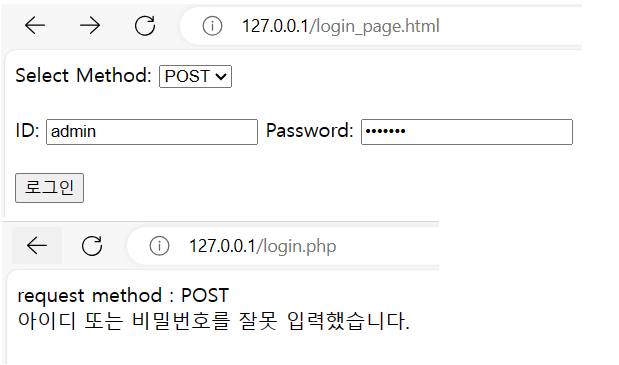 127.0.0.1/login_page.html
Select Method: POST
ID: admin Password: •••••••
로그인
127.0.0.1/login.php
request method : POST
아이디 또는 비밀번호를 잘못 입력했습니다.